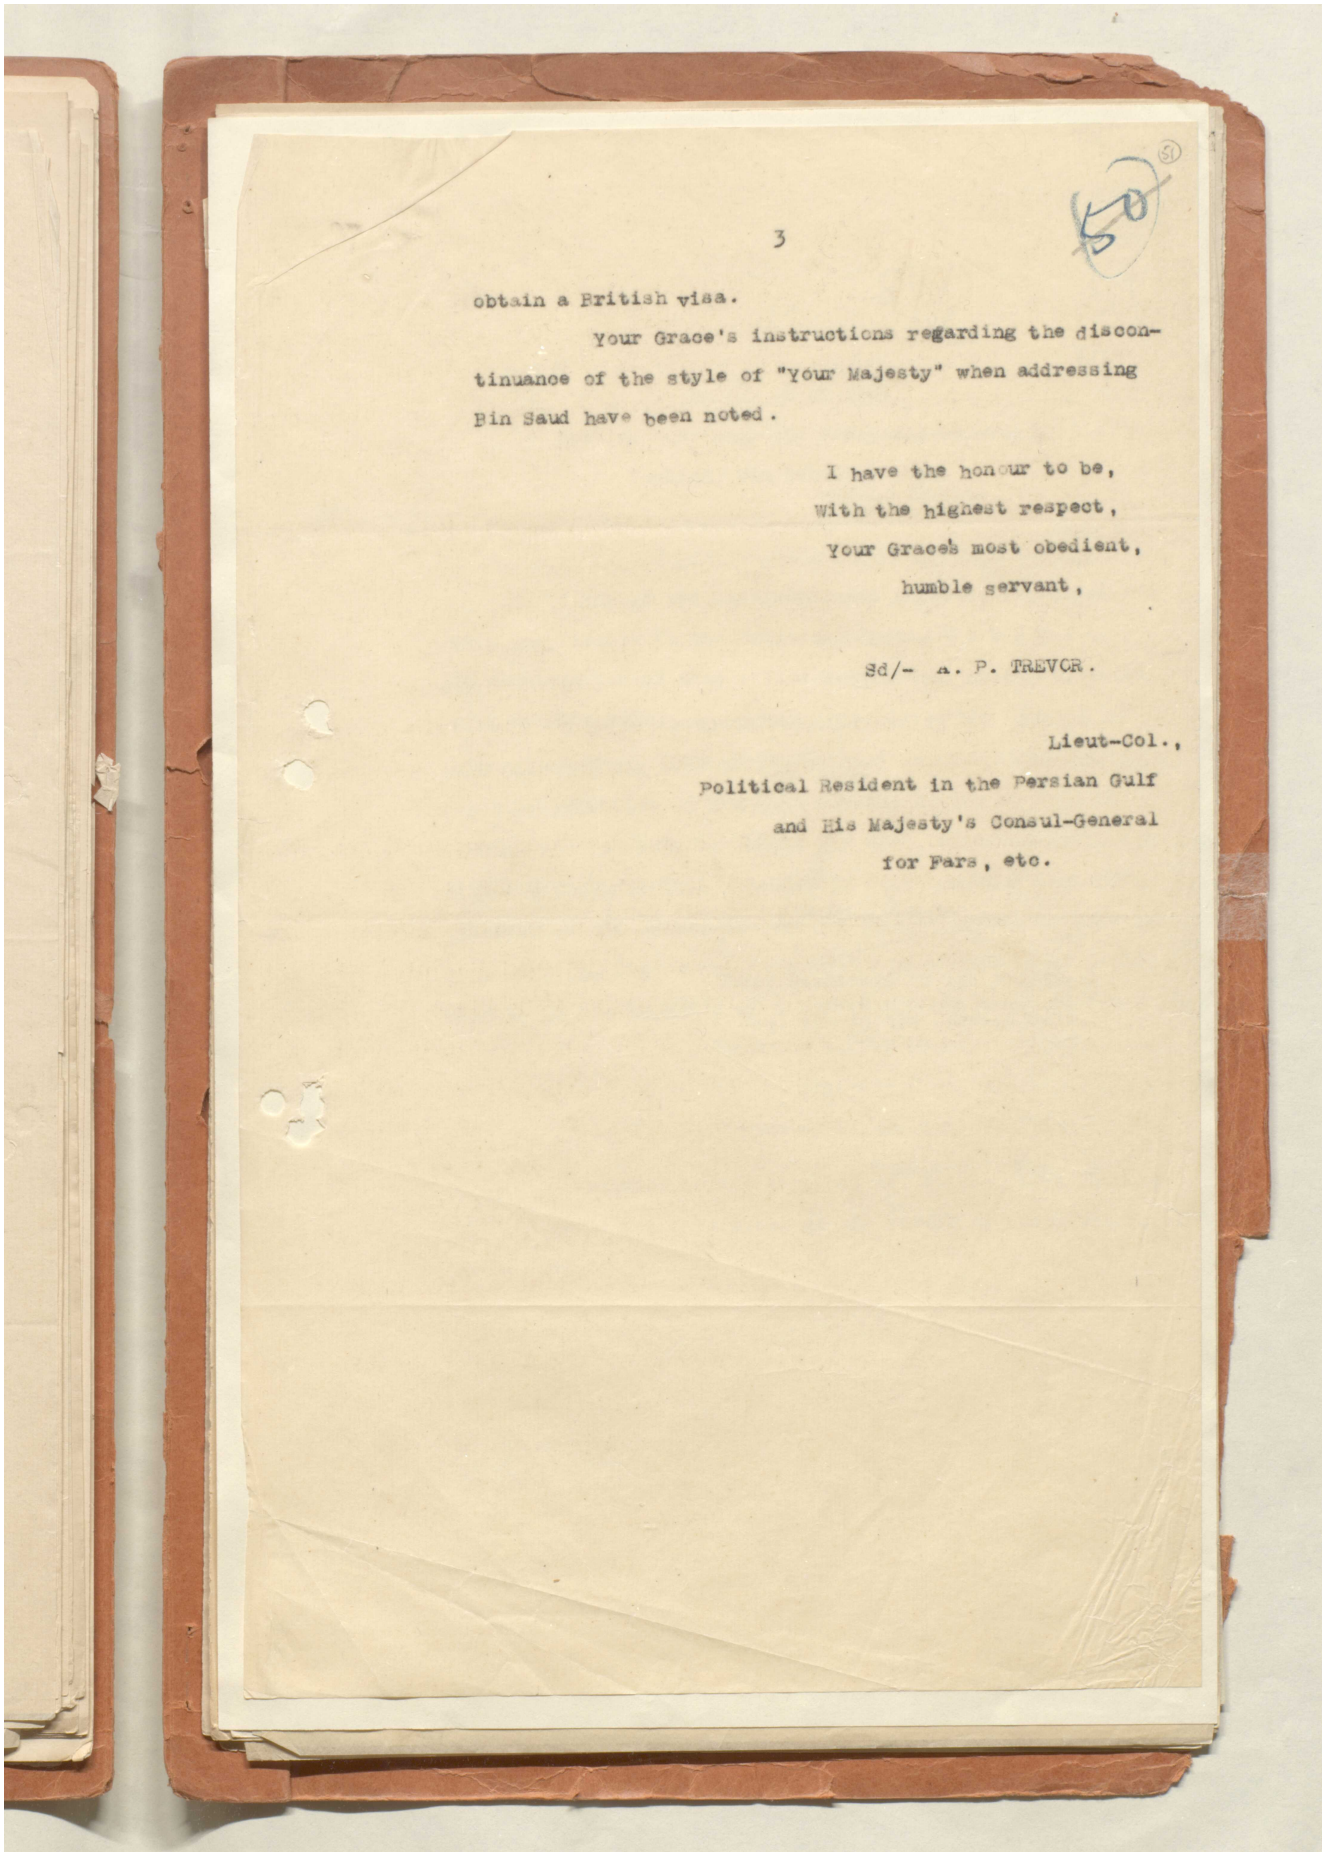 51
50
3
obtain a British visa.
Your Grace's instructions regarding the discon-
tinuance of the style of "Your Majesty" when addressing
Bin Saud have been noted.
I have the honour to be,
With the highest respect,
Your Grace's most obedient,
humble servant,
Sd/- A. P. TREVOR.
Lieut-Col.,
Political Resident in the Persian Gulf
and His Majesty's Consul-General
for Fars, etc.